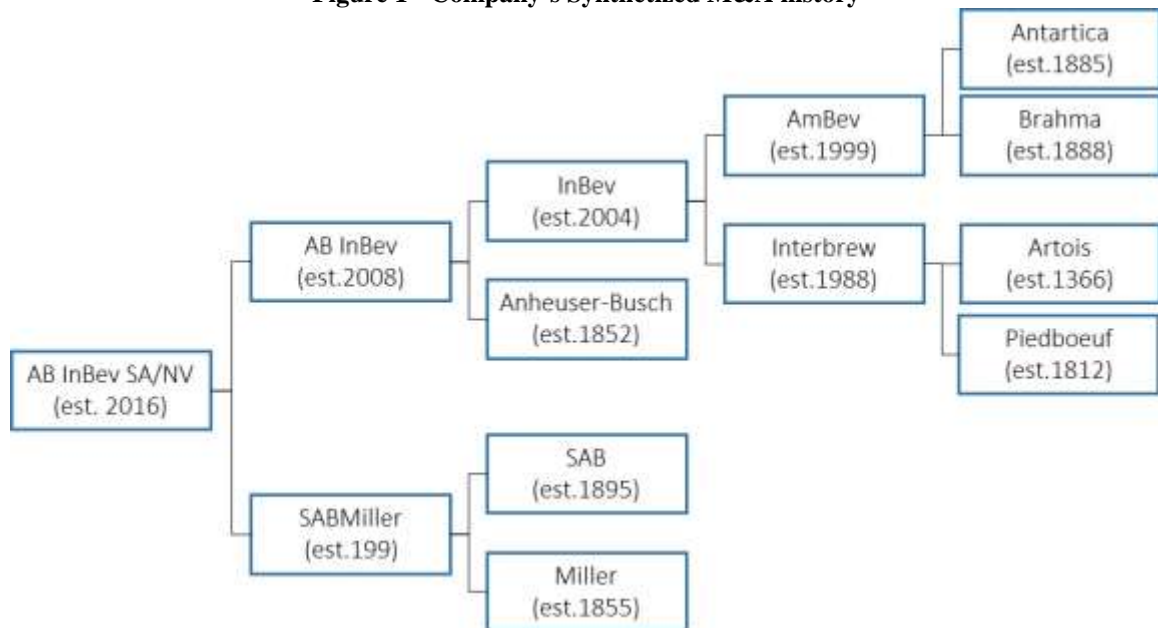 Figure 1 - Company's Synthetized M&A history
Antartica
(est.1885)
AmBev
(est.1999)
Brahma
(est.1888)
InBev
(est.2004)
AB InBev
(est.2008)
Interbrew
(est.1988)
Artois
(est.1366)
Anheuser-Busch
(est.1852)
Piedboeuf
(est.1812)
AB InBev SA/NV
(est. 2016)
SAB
(est.1895)
SABMiller
(est.199)
Miller
(est.1855)